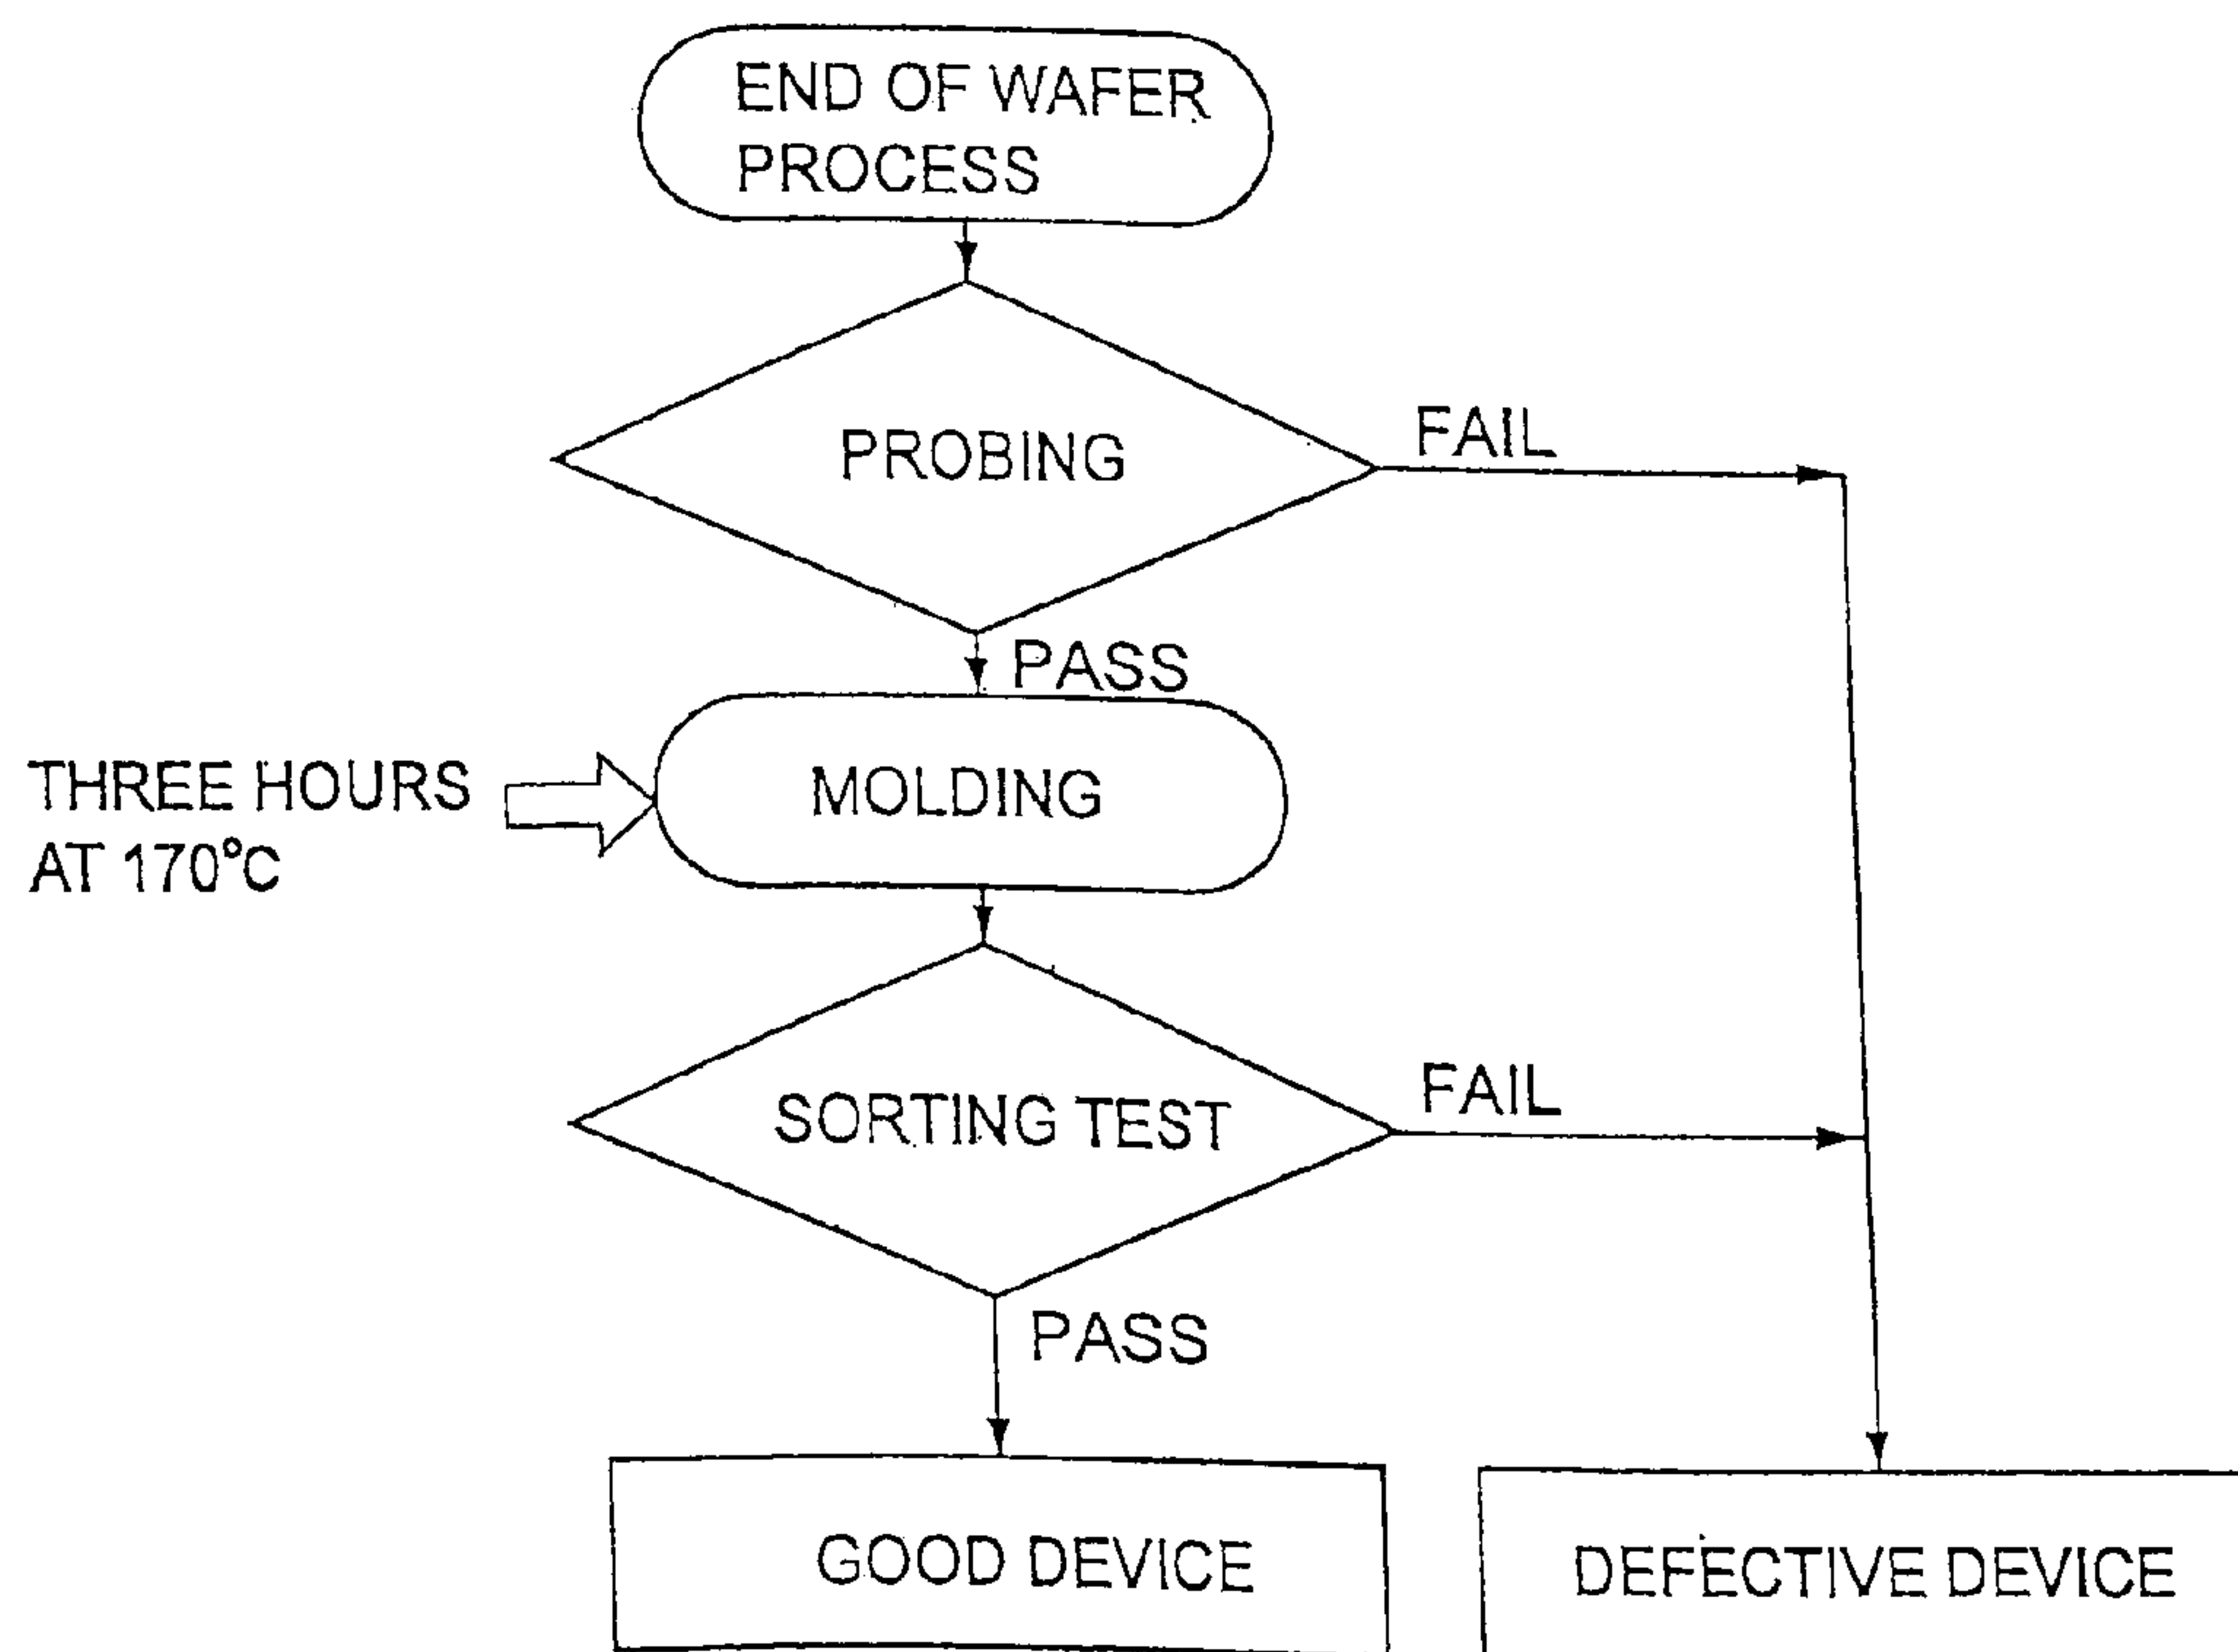 END OF WAFER
PROCESS
PROBING
FAIL
PASS
THREE HOURS
AT 170°C
MOLDING
SORTING TEST
FAIL
PASS
GOOD DEVICE
DEFECTIVE DEVICE